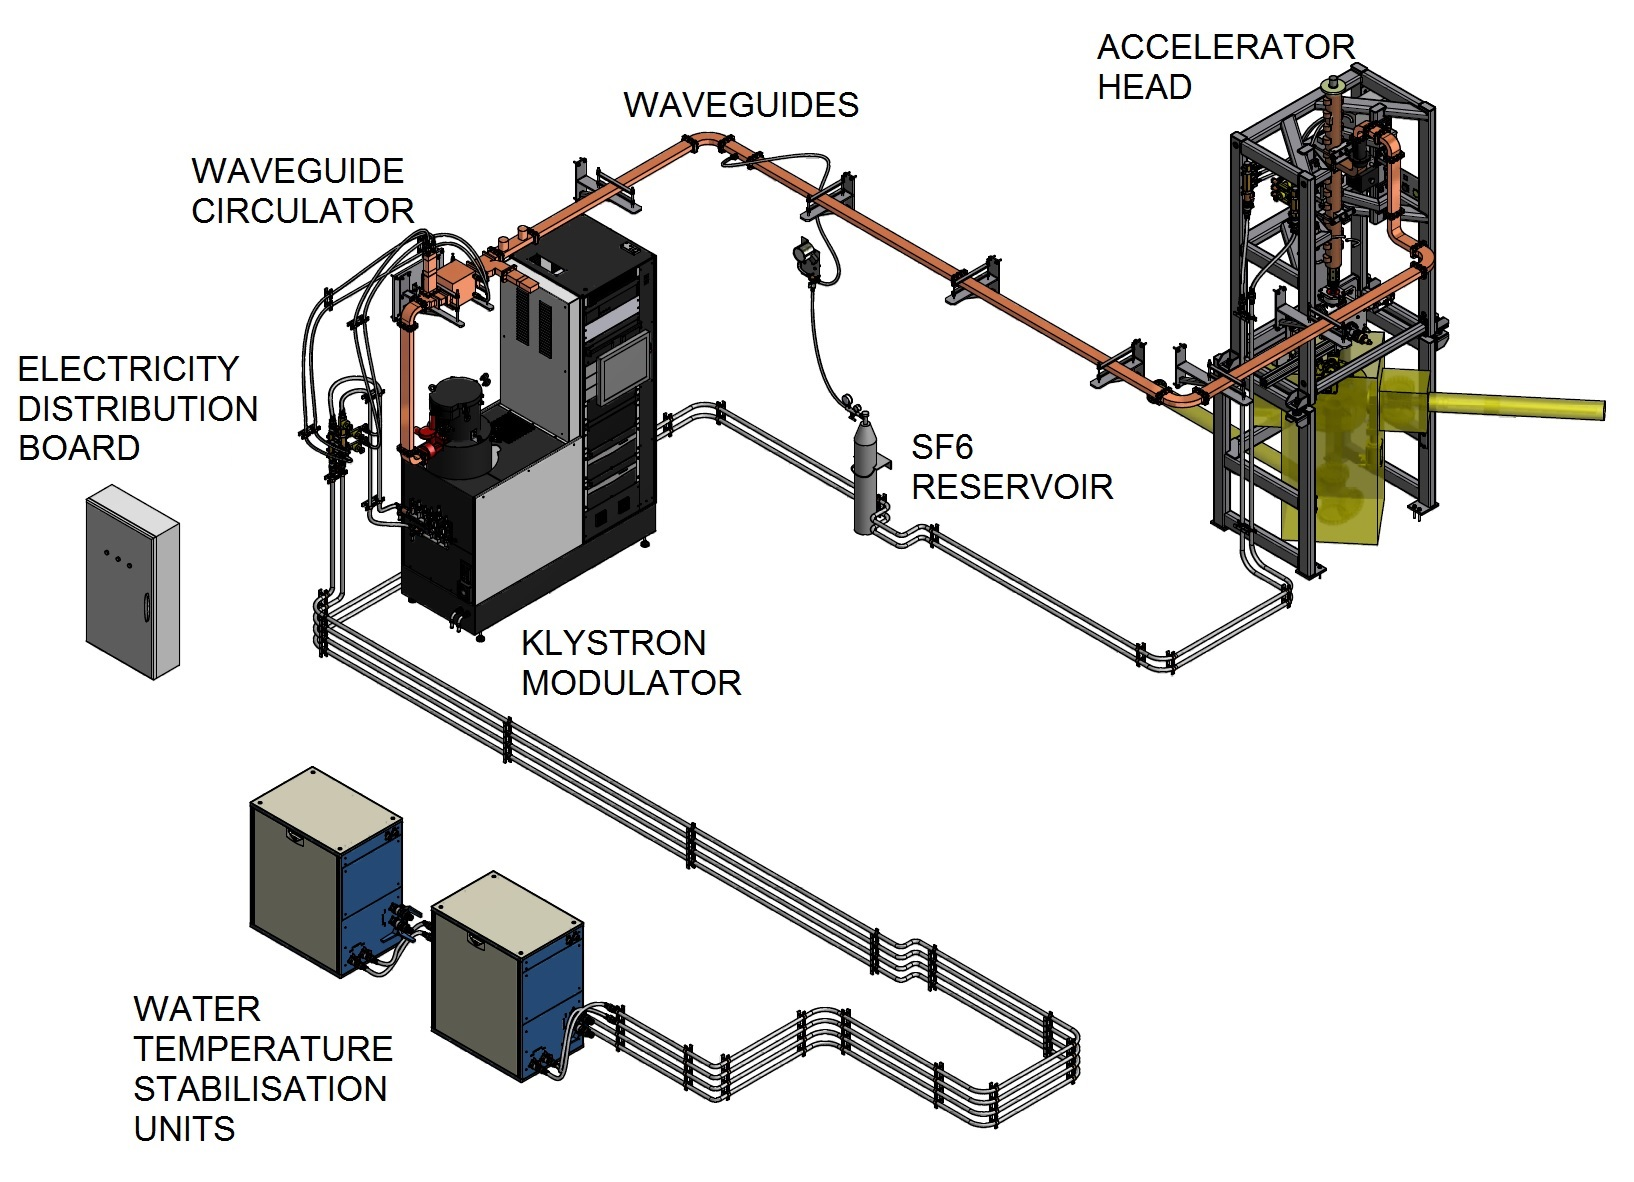 ACCELERATOR
HEAD
WAVEGUIDES
WAVEGUIDE
CIRCULATOR
ELECTRICITY
DISTRIBUTION
BOARD
SF6
RESERVOIR
KLYSTRON
MODULATOR
WATER
TEMPERATURE
STABILISATION
UNITS